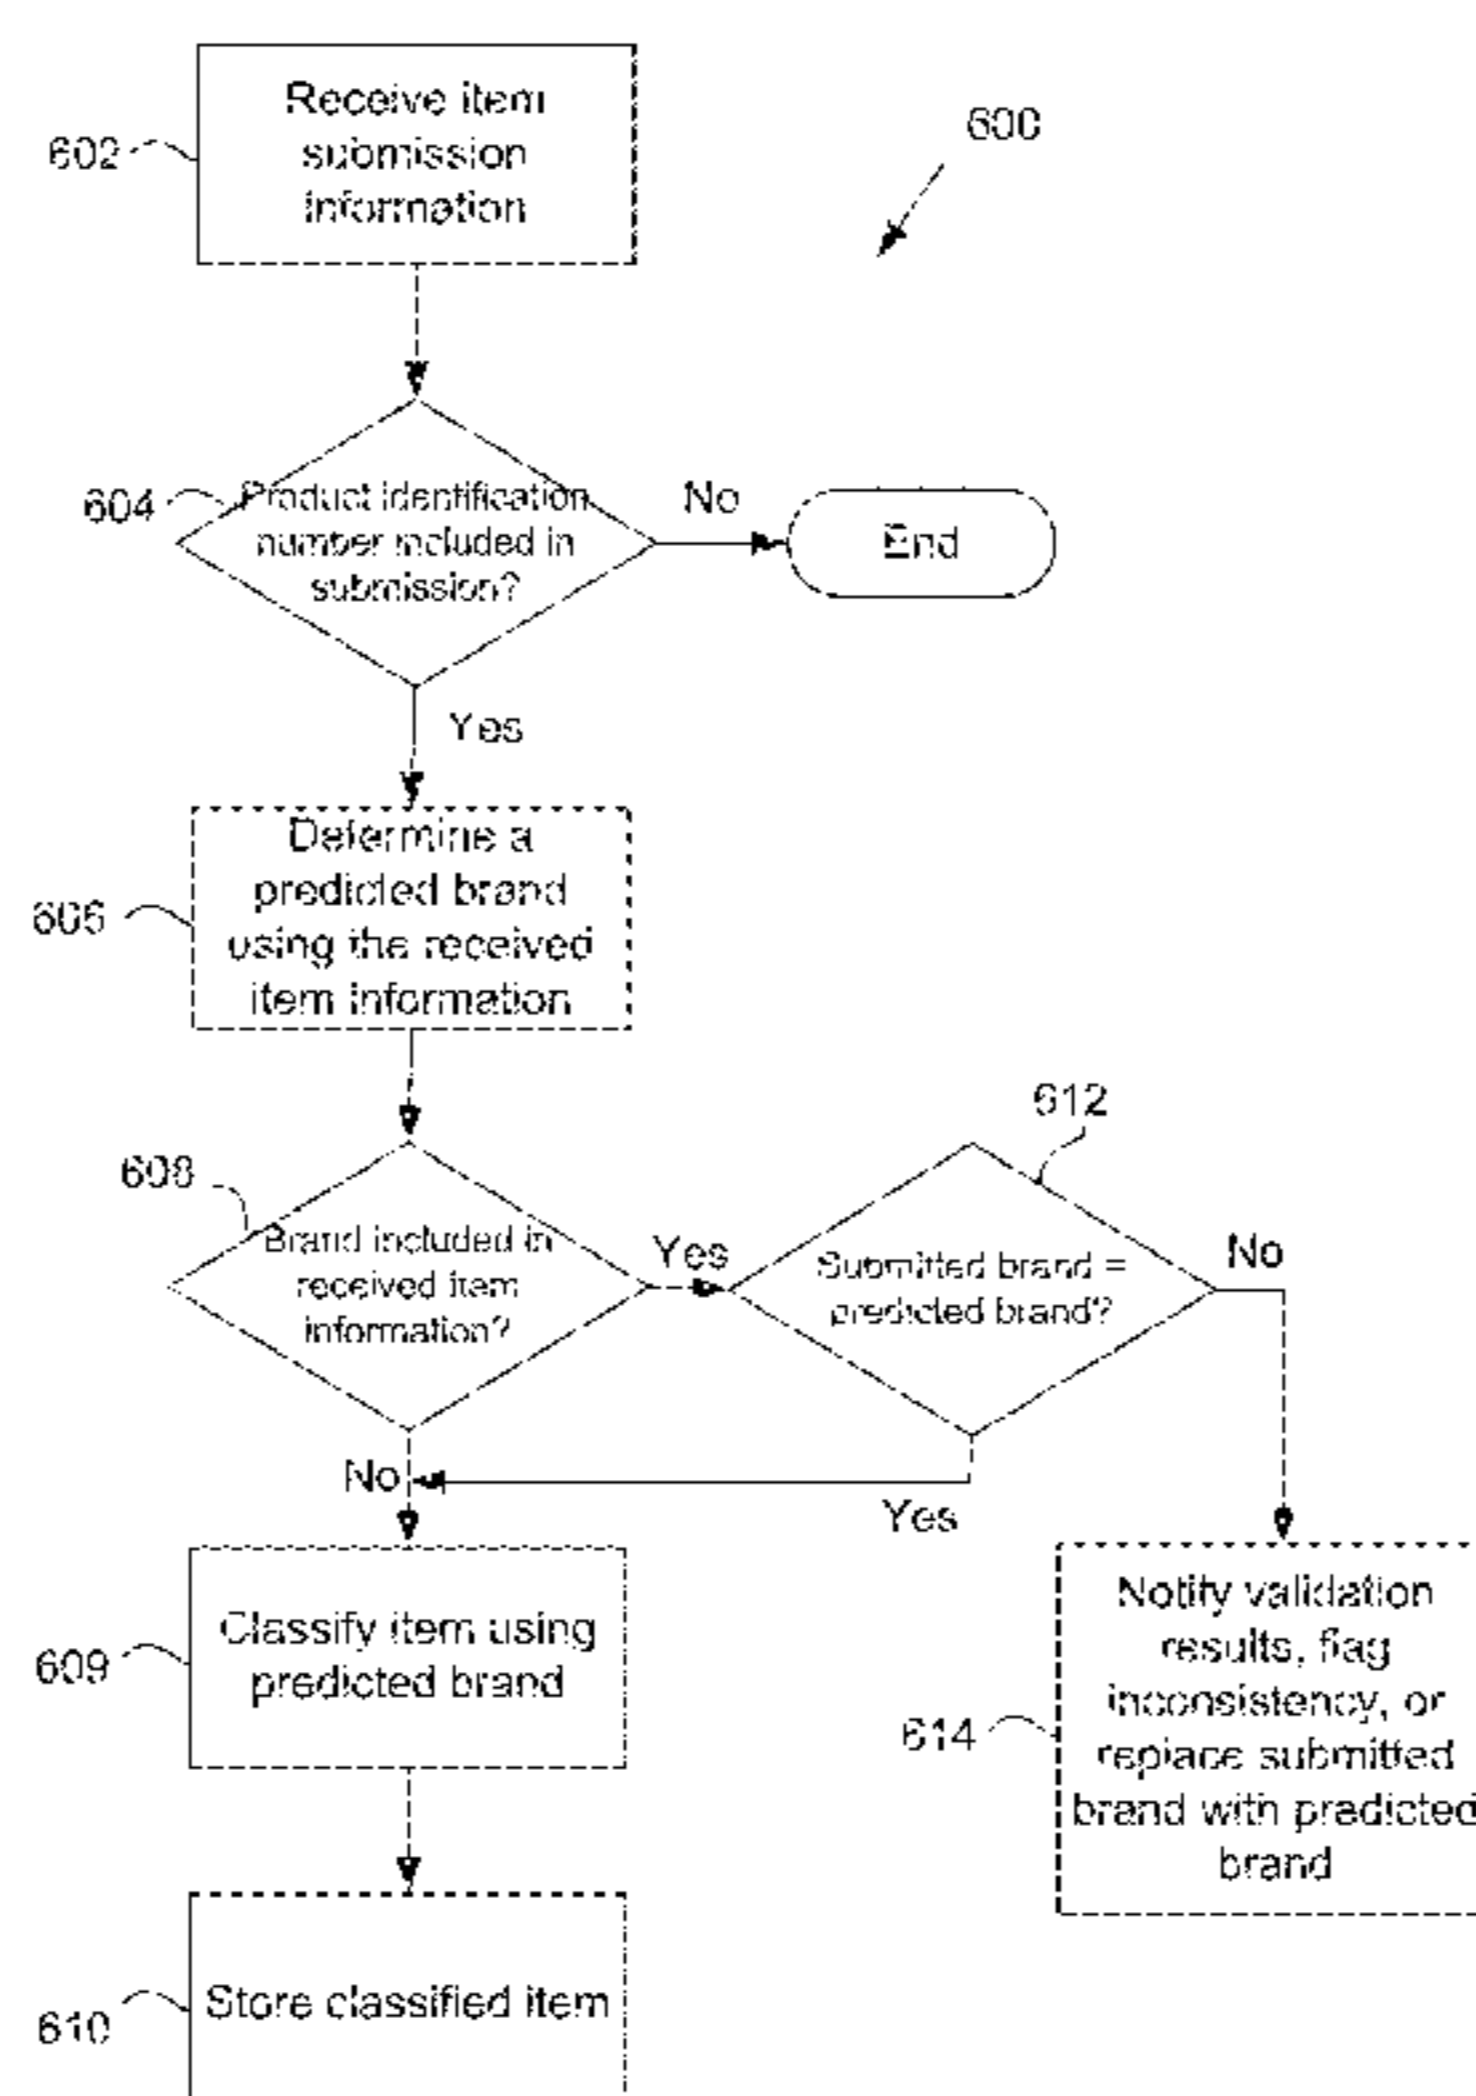 Receive item
submission
information
602
600
604
Product identification
number included in
submission?
No
End
Yes
Determine a
predicted brand
using the received
item information
606
612
608
Brand included in
received item
information?
Yes
Submitted brand =
predicted brand?
No
No
Yes
Classify item using
predicted brand
609
Notify validation
results, flag
inconsistency, or
replace submitted
brand with predicted
brand
614
Store classified item
610